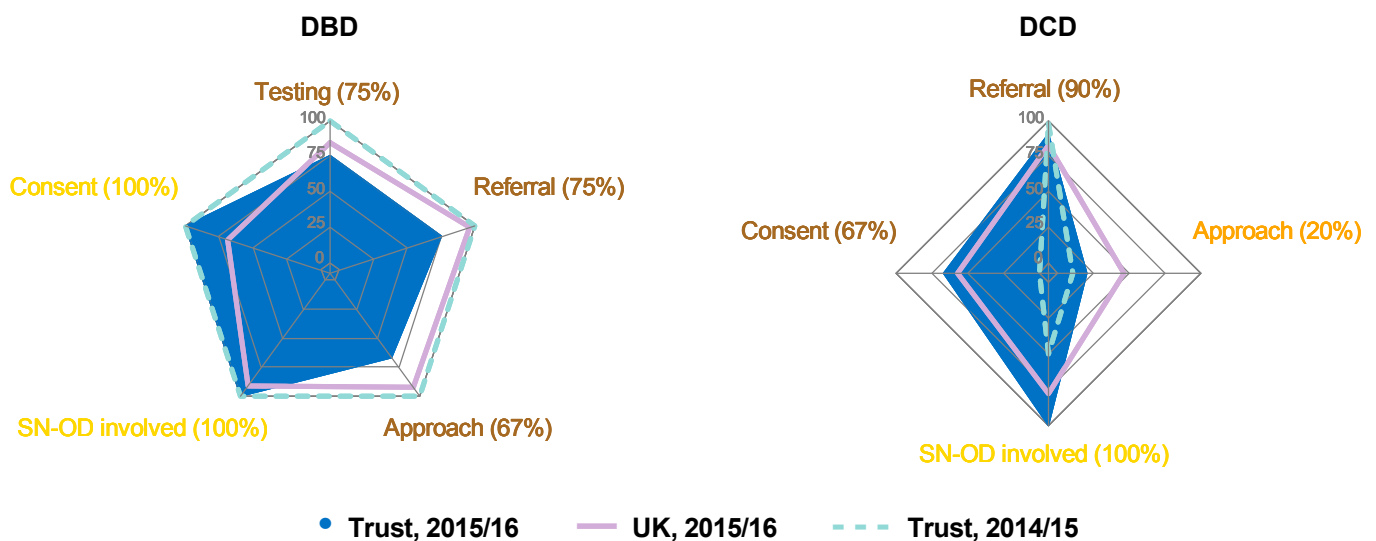 DBD
Testing (75%)
100
75
50
25
0
Consent (100%)
Referral (75%)
SN-OD involved (100%)
Approach (67%)
DCD
Referral (90%)
100
75
50
25
0
Consent (67%)
Approach (20%)
SN-OD involved (100%)
Trust, 2015/16
UK, 2015/16
Trust, 2014/15